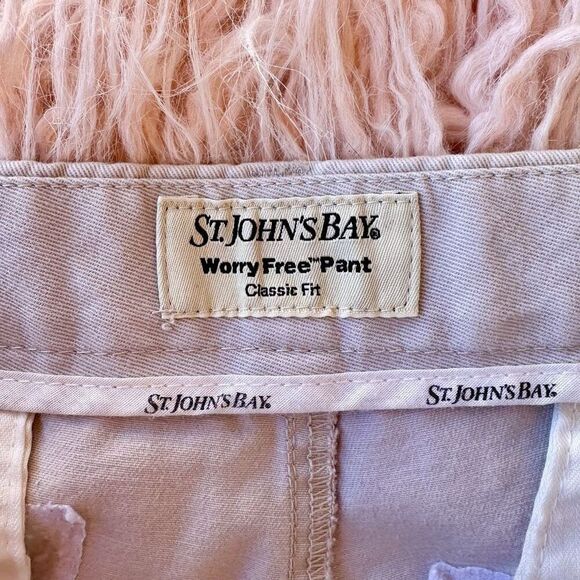 ST. JOHN'S BAY®
Worry Free™ Pant
Classic Fit
ST. JOHN'S BAY® ST. JOHN'S BAY®